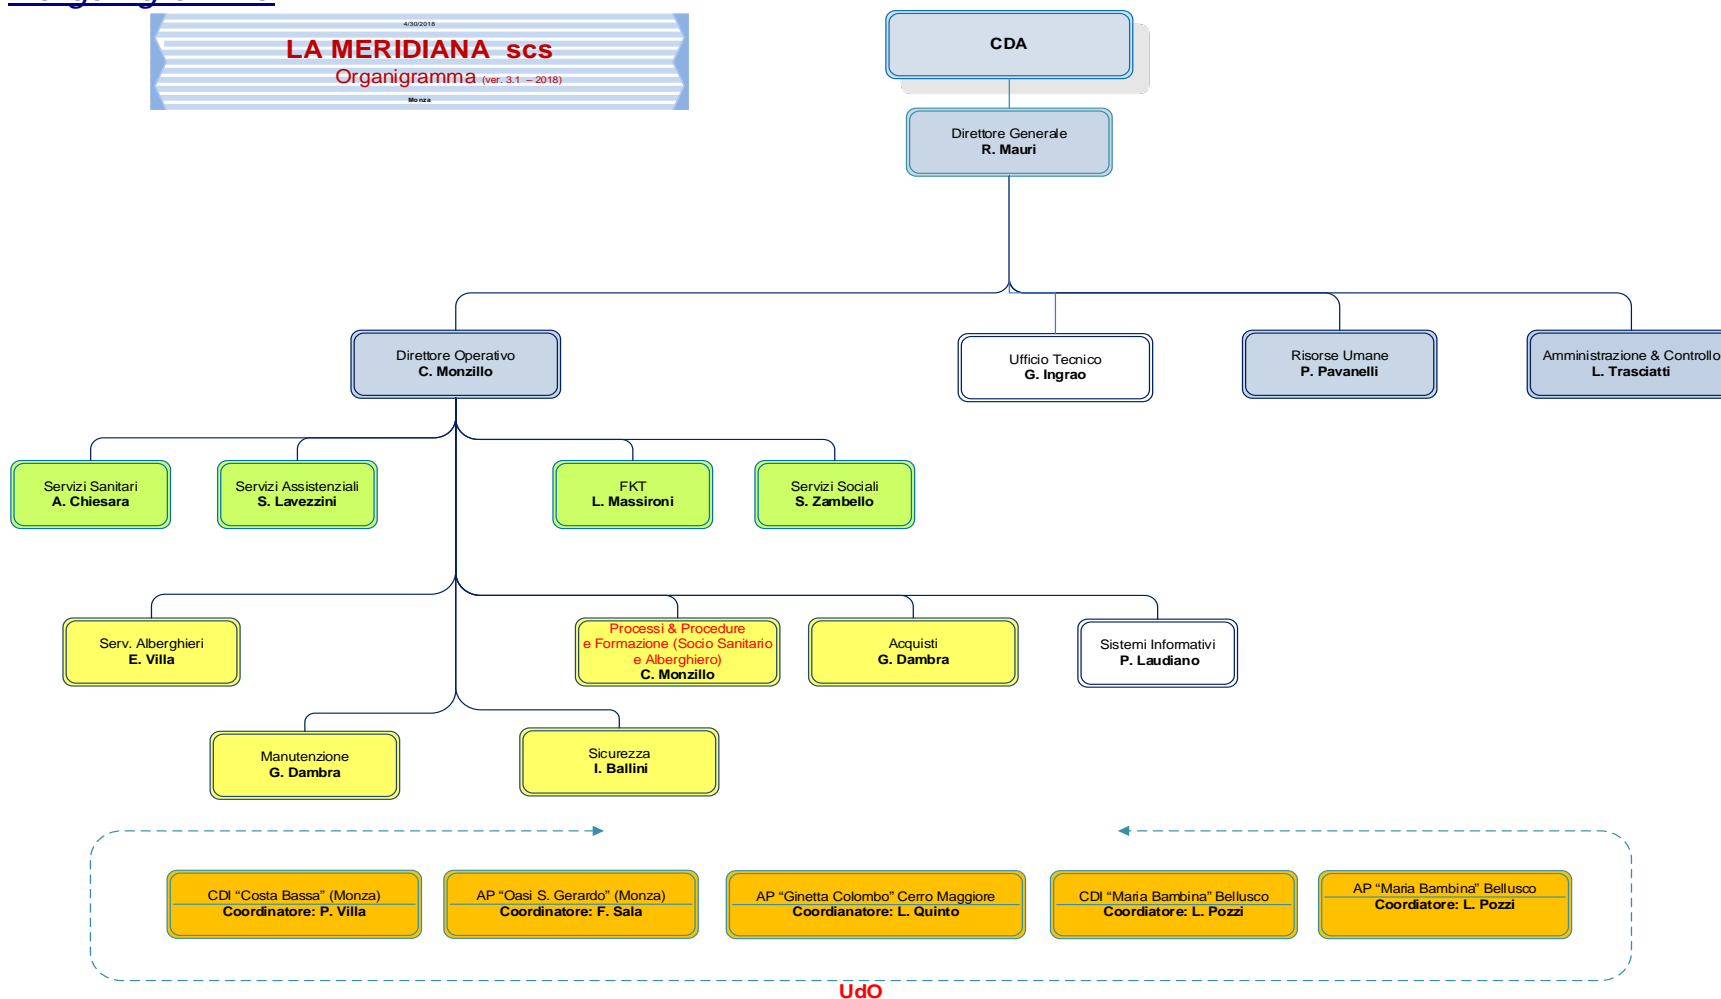 4/30/2018
LA MERIDIANA scs
Organigramma (ver. 3.1 – 2018)
Monza
CDA
Direttore Generale
R. Mauri
Direttore Operativo
C. Monzillo
Ufficio Tecnico
G. Ingrao
Risorse Umane
P. Pavanelli
Amministrazione & Controllo
L. Trasciatti
Servizi Sanitari
A. Chiesara
Servizi Assistenziali
S. Lavezzini
FKT
L. Massironi
Servizi Sociali
S. Zambello
Serv. Alberghieri
E. Villa
Processi & Procedure
e Formazione (Socio Sanitario
e Alberghiero)
C. Monzillo
Acquisti
G. Dambra
Sistemi Informativi
P. Laudiano
Manutenzione
G. Dambra
Sicurezza
I. Ballini
CDI “Costa Bassa” (Monza)
Coordinatore: P. Villa
AP “Oasi S. Gerardo” (Monza)
Coordinatore: F. Sala
AP “Ginetta Colombo” Cerro Maggiore
Coordianatore: L. Quinto
CDI “Maria Bambina” Bellusco
Coordiatore: L. Pozzi
AP “Maria Bambina” Bellusco
Coordiatore: L. Pozzi
UdO